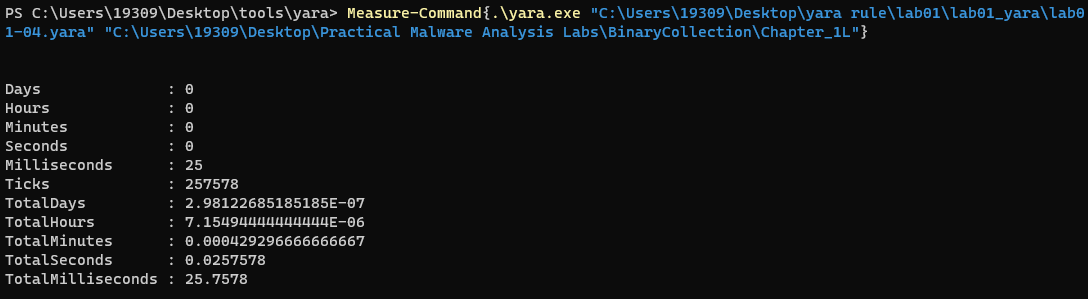 PS C:\Users\19309\Desktop\tools\yara> Measure-Command{.\yara.exe "C:\Users\19309\Desktop\yara rule\lab01\lab01_yara\lab0
1-04.yara" "C:\Users\19309\Desktop\Practical Malware Analysis Labs\BinaryCollection\Chapter_1L"}
Days : 0
Hours : 0
Minutes : 0
Seconds : 0
Milliseconds : 25
Ticks : 257578
TotalDays : 2.98122685185185E-07
TotalHours : 7.15494444444444E-06
TotalMinutes : 0.000429296666666667
TotalSeconds : 0.0257578
TotalMilliseconds : 25.7578